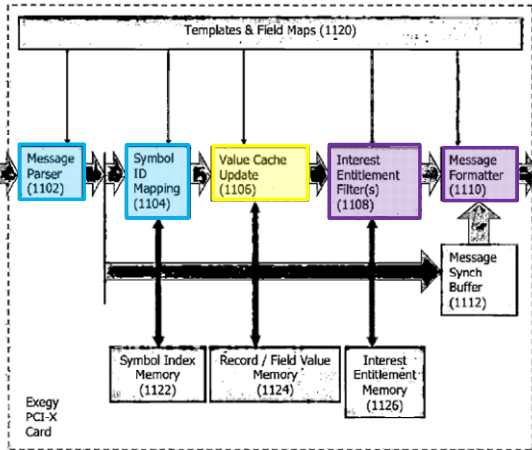 Templates & Field Maps (1120)
Message
Parser
(1102)
Symbol
ID
Mapping
(1104)
Value Cache
Update
(1106)
Interest
Entitlement
Filter(s)
(1108)
Message
Formatter
(1110)
Message
Synch
Buffer
(1112)
Symbol Index
Memory
(1122)
Record / Field Value
Memory
(1124)
Interest
Entitlement
Memory
(1126)
Exegy
PCI-X
Card